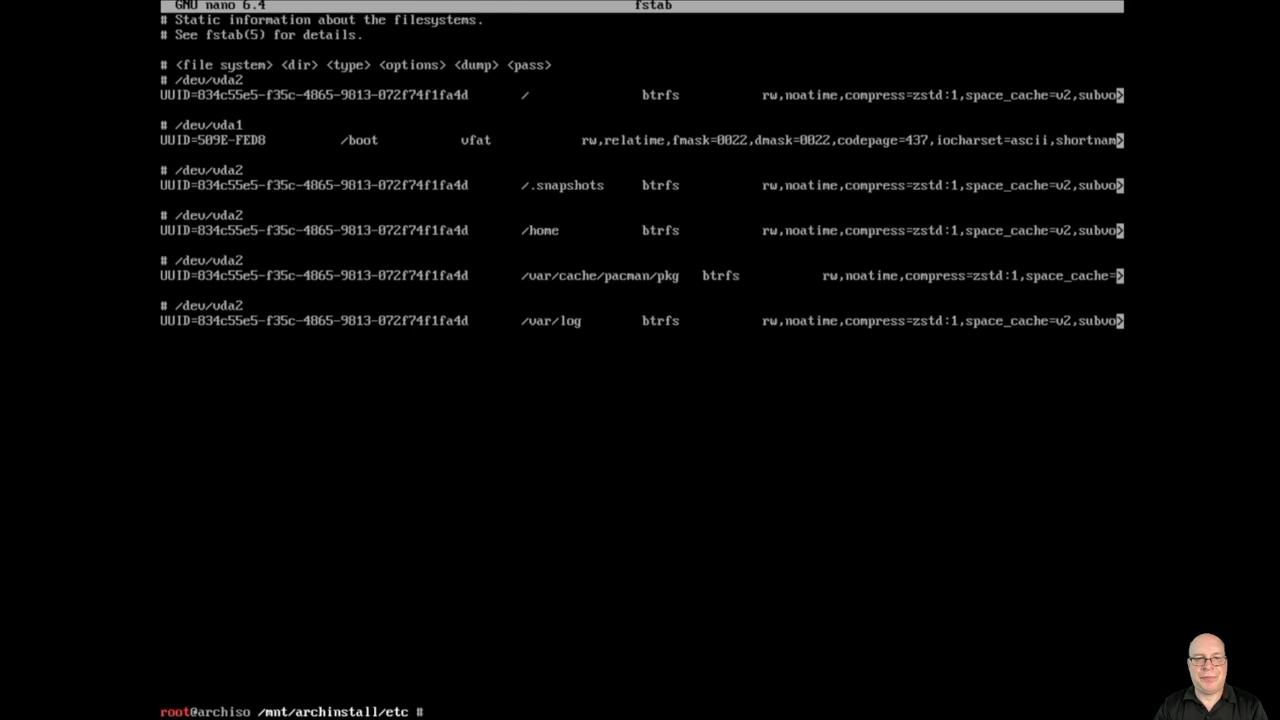 GNU nano 6.4 fstab
# Static information about the filesystems.
# See fstab(5) for details.
# <file system> <dir> <type> <options> <dump> <pass>
# /dev/vda2
UUID=834c55e5-f35c-4865-9813-072f74f1fa4d / btrfs rw,noatime,compress=zstd:1,space_cache=v2,subvo>
# /dev/vda1
UUID=509E-FED8 /boot vfat rw,relatime,fmask=0022,dmask=0022,codepage=437,iocharset=ascii,shortnam>
# /dev/vda2
UUID=834c55e5-f35c-4865-9813-072f74f1fa4d /.snapshots btrfs rw,noatime,compress=zstd:1,space_cache=v2,subvo>
# /dev/vda2
UUID=834c55e5-f35c-4865-9813-072f74f1fa4d /home btrfs rw,noatime,compress=zstd:1,space_cache=v2,subvo>
# /dev/vda2
UUID=834c55e5-f35c-4865-9813-072f74f1fa4d /var/cache/pacman/pkg btrfs rw,noatime,compress=zstd:1,space_cache=>
# /dev/vda2
UUID=834c55e5-f35c-4865-9813-072f74f1fa4d /var/log btrfs rw,noatime,compress=zstd:1,space_cache=v2,subvo>
root@archiso /mnt/archinstall/etc #